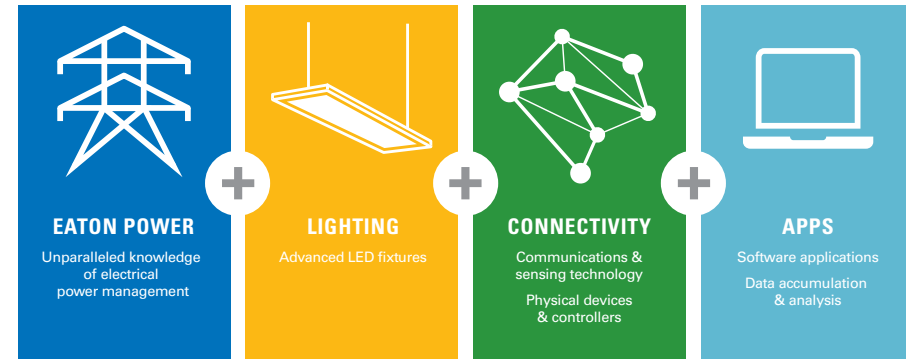 EATON POWER
Unparalleled knowledge
of electrical
power management
LIGHTING
Advanced LED fixtures
CONNECTIVITY
Communications &
sensing technology
Physical devices
& controllers
APPS
Software applications
Data accumulation
& analysis